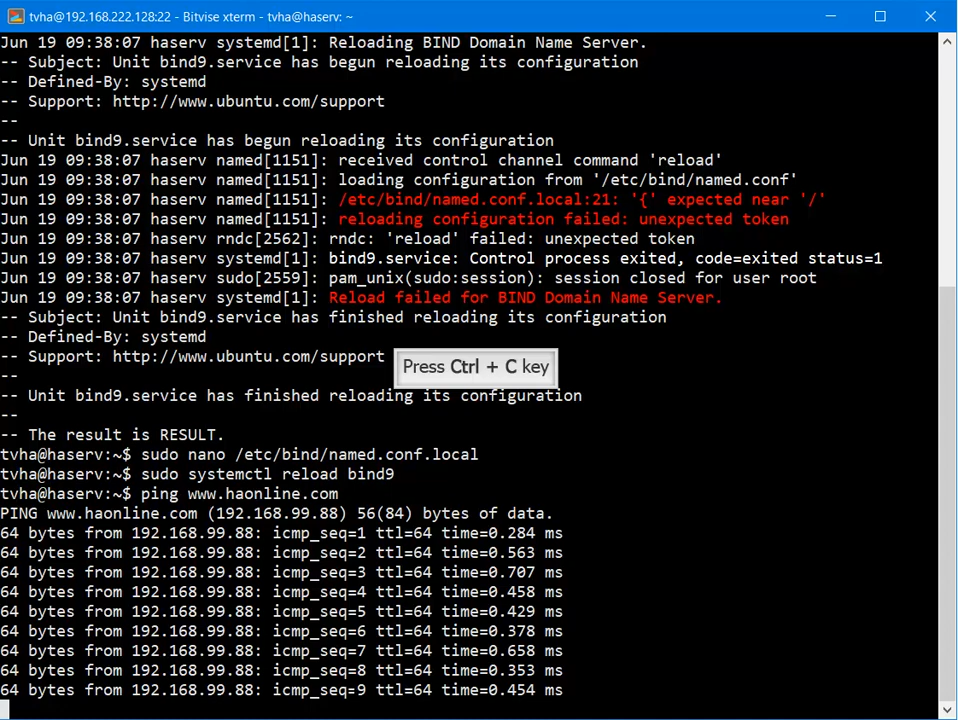 tvha@192.168.222.128:22 - Bitvise xterm - tvha@haserv: ~
Jun 19 09:38:07 haserv systemd[1]: Reloading BIND Domain Name Server.
-- Subject: Unit bind9.service has begun reloading its configuration
-- Defined-By: systemd
-- Support: http://www.ubuntu.com/support
--
-- Unit bind9.service has begun reloading its configuration
Jun 19 09:38:07 haserv named[1151]: received control channel command 'reload'
Jun 19 09:38:07 haserv named[1151]: loading configuration from '/etc/bind/named.conf'
Jun 19 09:38:07 haserv named[1151]: /etc/bind/named.conf.local:21: '{' expected near '/'
Jun 19 09:38:07 haserv named[1151]: reloading configuration failed: unexpected token
Jun 19 09:38:07 haserv rndc[2562]: rndc: 'reload' failed: unexpected token
Jun 19 09:38:07 haserv systemd[1]: bind9.service: Control process exited, code=exited status=1
Jun 19 09:38:07 haserv sudo[2559]: pam_unix(sudo:session): session closed for user root
Jun 19 09:38:07 haserv systemd[1]: Reload failed for BIND Domain Name Server.
-- Subject: Unit bind9.service has finished reloading its configuration
-- Defined-By: systemd
-- Support: http://www.ubuntu.com/support
Press Ctrl + C key
--
-- Unit bind9.service has finished reloading its configuration
--
-- The result is RESULT.
tvha@haserv:~$ sudo nano /etc/bind/named.conf.local
tvha@haserv:~$ sudo systemctl reload bind9
tvha@haserv:~$ ping www.haonline.com
PING www.haonline.com (192.168.99.88) 56(84) bytes of data.
64 bytes from 192.168.99.88: icmp_seq=1 ttl=64 time=0.284 ms
64 bytes from 192.168.99.88: icmp_seq=2 ttl=64 time=0.563 ms
64 bytes from 192.168.99.88: icmp_seq=3 ttl=64 time=0.707 ms
64 bytes from 192.168.99.88: icmp_seq=4 ttl=64 time=0.458 ms
64 bytes from 192.168.99.88: icmp_seq=5 ttl=64 time=0.429 ms
64 bytes from 192.168.99.88: icmp_seq=6 ttl=64 time=0.378 ms
64 bytes from 192.168.99.88: icmp_seq=7 ttl=64 time=0.658 ms
64 bytes from 192.168.99.88: icmp_seq=8 ttl=64 time=0.353 ms
64 bytes from 192.168.99.88: icmp_seq=9 ttl=64 time=0.454 ms